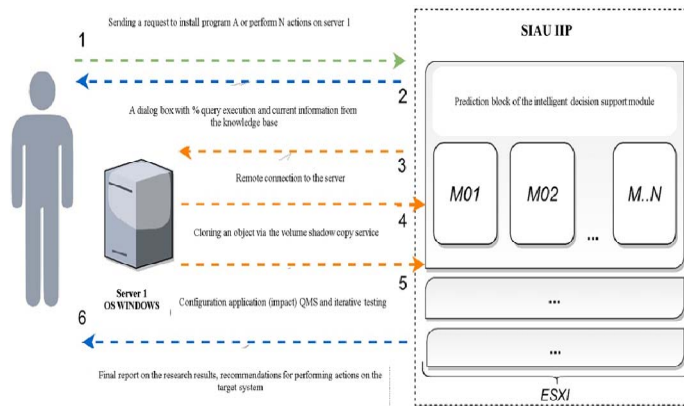 Sending a request to install program A or perform N actions on server 1
SIAU IIP
1
2
Prediction block of the intelligent decision support module
A dialog box with % query execution and current information from
the knowledge base
3
M01
M02
...
M..N
Remote connection to the server
4
Cloning an object via the volume shadow copy service
5
Server 1
OS WINDOWS
Configuration application (impact) QMS and iterative testing
6
...
...
Final report on the research results, recommendations for performing actions on the
target system
ESXI